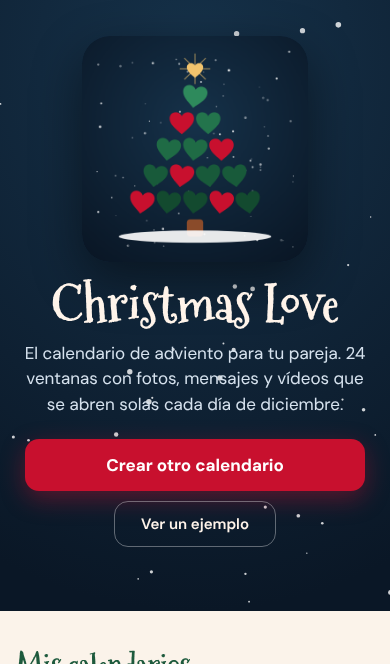 Christmas Love
El calendario de adviento para tu pareja. 24
ventanas con fotos, mensajes y vídeos que
se abren solas cada día de diciembre.
Crear otro calendario
Ver un ejemplo
Mis calendarios